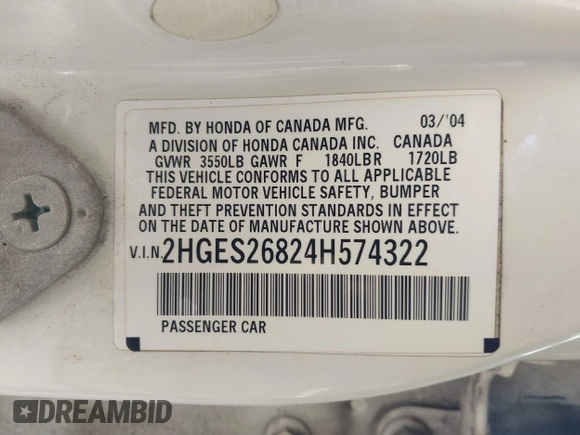 MFD. BY HONDA OF CANADA MFG. 03/'04
A DIVISION OF HONDA CANADA INC. CANADA
GVWR 3550LB GAWR F 1840LB R 1720LB
THIS VEHICLE CONFORMS TO ALL APPLICABLE
FEDERAL MOTOR VEHICLE SAFETY, BUMPER
AND THEFT PREVENTION STANDARDS IN EFFECT
ON THE DATE OF MANUFACTURE SHOWN ABOVE.
V.I.N. 2HGES26824H574322
PASSENGER CAR
DREAMBID